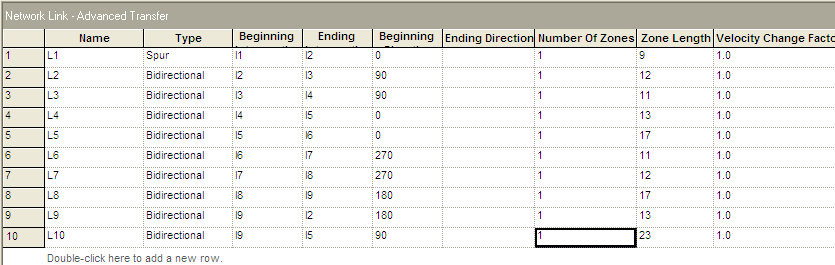 Network Link - Advanced Transfer
Name Type Beginning Ending Beginning Ending Direction Number Of Zones Zone Length Velocity Change Facto
1 L1 Spur I1 I2 0 1 9 1.0
2 L2 Bidirectional I2 I3 90 1 12 1.0
3 L3 Bidirectional I3 I4 90 1 11 1.0
4 L4 Bidirectional I4 I5 0 1 13 1.0
5 L5 Bidirectional I5 I6 0 1 17 1.0
6 L6 Bidirectional I6 I7 270 1 11 1.0
7 L7 Bidirectional I7 I8 270 1 12 1.0
8 L8 Bidirectional I8 I9 180 1 17 1.0
9 L9 Bidirectional I9 I2 180 1 13 1.0
10 L10 Bidirectional I9 I5 90 1 23 1.0
Double-click here to add a new row.